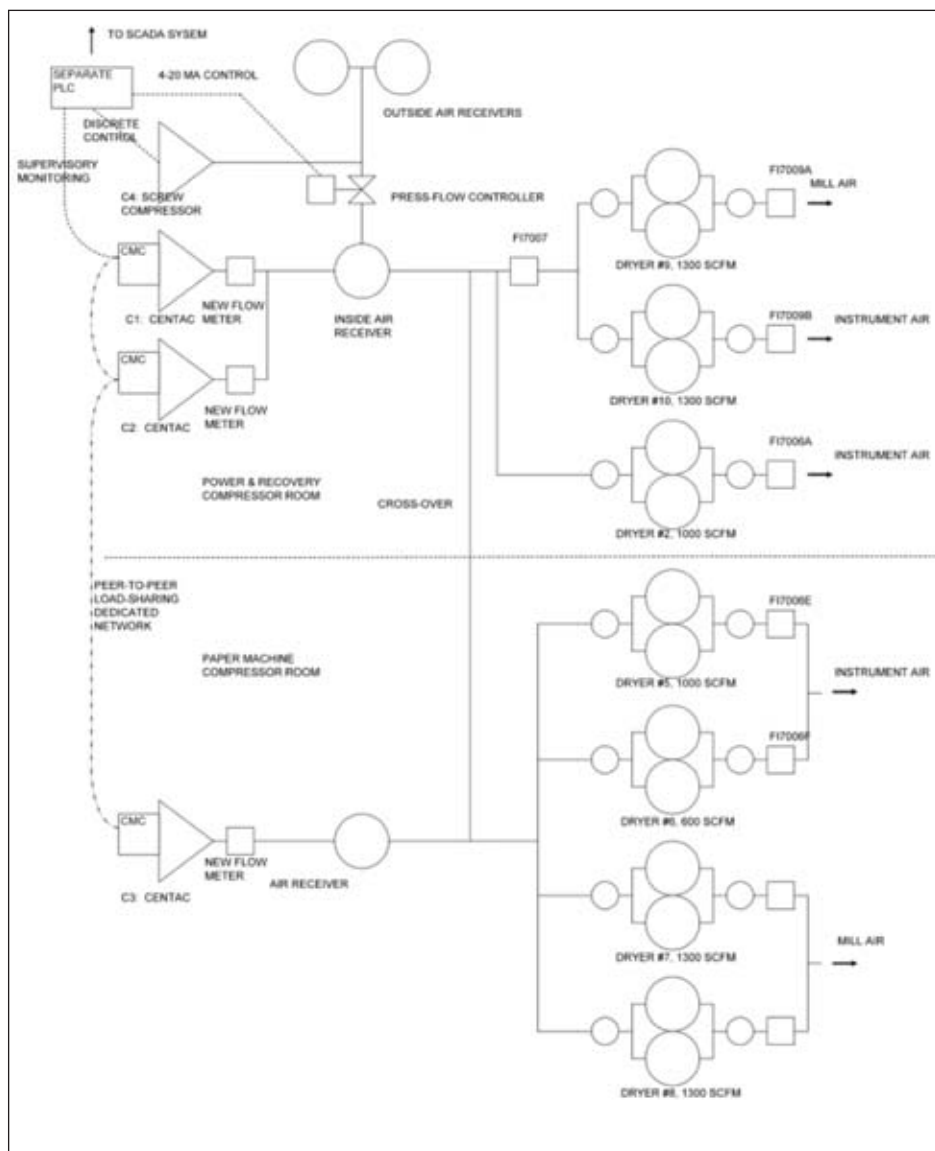 TO SCADA SYSEM
SEPARATE
PLC
4-20 MA CONTROL
OUTSIDE AIR RECEIVERS
DISCRETE
CONTROL
SUPERVISORY
MONITORING
C4: SCREW
COMPRESSOR
PRESS-FLOW CONTROLLER
FI7009A
MILL AIR
DRYER #9, 1300 SCFM
FI7007
CMC
NEW FLOW
METER
C1: CENTAC
INSIDE AIR
RECEIVER
FI7009B
INSTRUMENT AIR
DRYER #10, 1300 SCFM
CMC
NEW FLOW
METER
C2: CENTAC
FI7006A
INSTRUMENT AIR
DRYER #2, 1000 SCFM
POWER & RECOVERY
COMPRESSOR ROOM
CROSS-OVER
PEER-TO-PEER
LOAD-SHARING
DEDICATED
NETWORK
PAPER MACHINE
COMPRESSOR ROOM
FI7006E
INSTRUMENT AIR
DRYER #5, 1000 SCFM
FI7006F
DRYER #6, 600 SCFM
CMC
NEW FLOW
METER
AIR RECEIVER
C3: CENTAC
DRYER #7, 1300 SCFM
MILL AIR
DRYER #8, 1300 SCFM